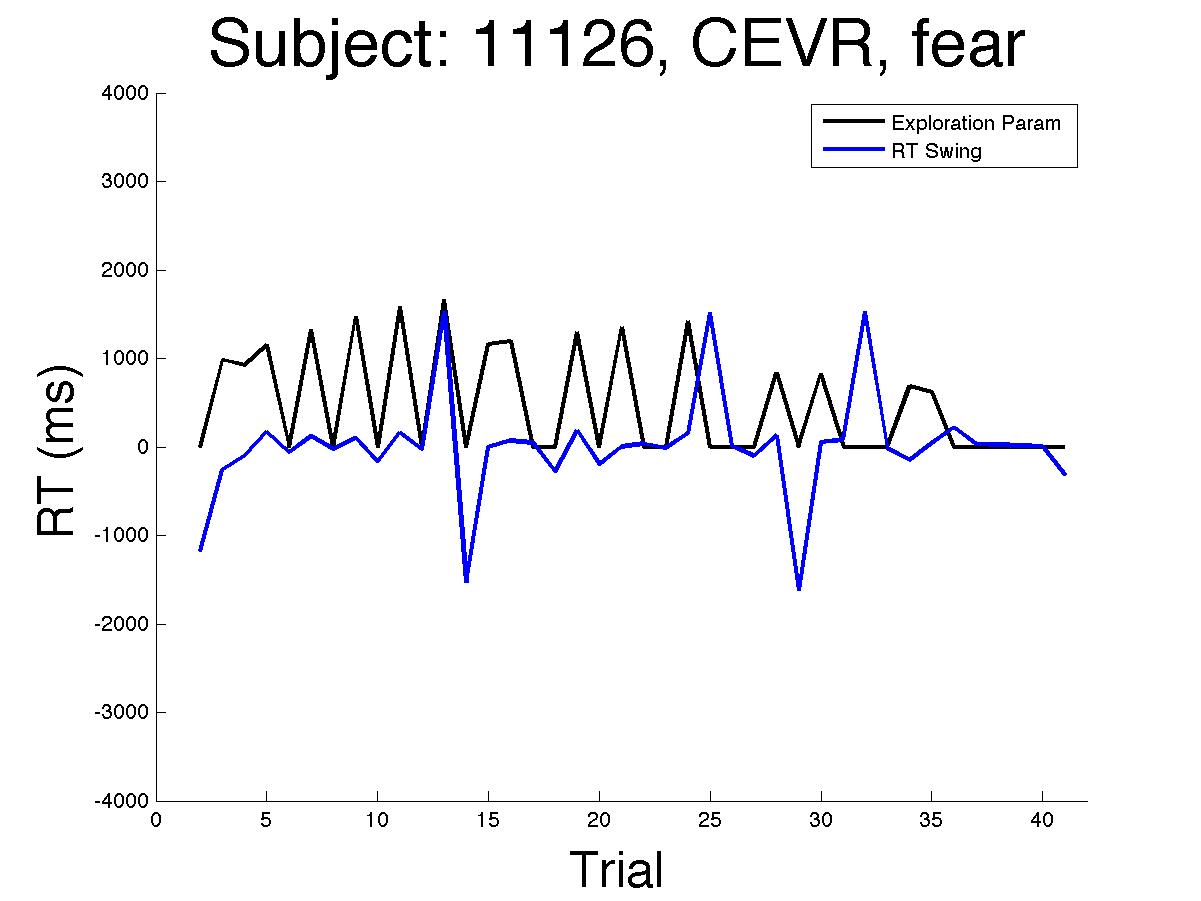 Subject: 11126, CEVR, fear
4000
3000
2000
1000
0
-1000
-2000
-3000
-4000
RT (ms)
Exploration Param
RT Swing
0 5 10 15 20 25 30 35 40
Trial